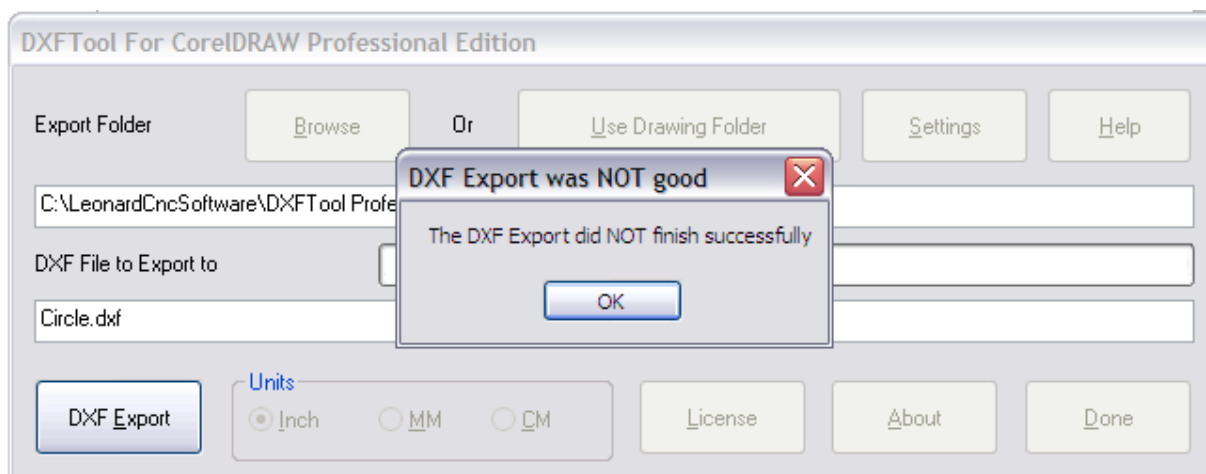 DXFTool For CorelDRAW Professional Edition
Export Folder Browse Or Use Drawing Folder Settings Help
DXF Export was NOT good
C:\LeonardCncSoftware\DXFTool Profe
The DXF Export did NOT finish successfully
DXF File to Export to
OK
Circle.dxf
Units
DXF Export Inch MM CM License About Done